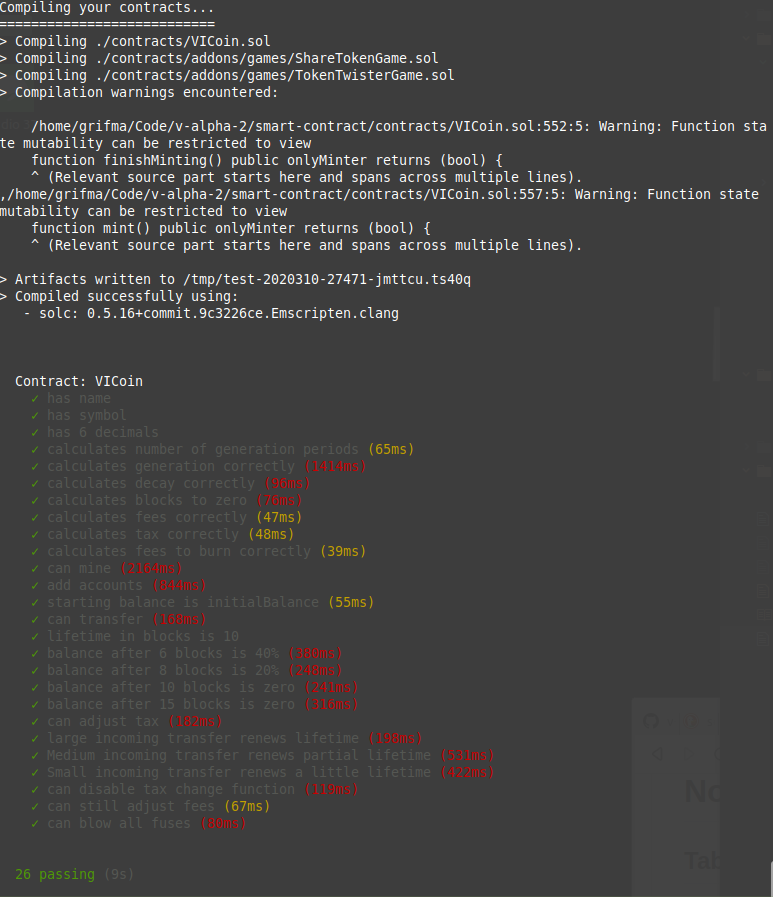 Compiling your contracts...
===========================
> Compiling ./contracts/VICoin.sol
> Compiling ./contracts/addons/games/ShareTokenGame.sol
> Compiling ./contracts/addons/games/TokenTwisterGame.sol
> Compilation warnings encountered:
/home/grifma/Code/v-alpha-2/smart-contract/contracts/VICoin.sol:552:5: Warning: Function sta
te mutability can be restricted to view
function finishMinting() public onlyMinter returns (bool) {
^ (Relevant source part starts here and spans across multiple lines).
,/home/grifma/Code/v-alpha-2/smart-contract/contracts/VICoin.sol:557:5: Warning: Function state
mutability can be restricted to view
function mint() public onlyMinter returns (bool) {
^ (Relevant source part starts here and spans across multiple lines).
> Artifacts written to /tmp/test-2020310-27471-jmttcu.ts40q
> Compiled successfully using:
- solc: 0.5.16+commit.9c3226ce.Emscripten.clang
Contract: VICoin
✓ has name
✓ has symbol
✓ has 6 decimals
✓ calculates number of generation periods (65ms)
✓ calculates generation correctly (1414ms)
✓ calculates decay correctly (96ms)
✓ calculates blocks to zero (76ms)
✓ calculates fees correctly (47ms)
✓ calculates tax correctly (48ms)
✓ calculates fees to burn correctly (39ms)
✓ can mine (2164ms)
✓ add accounts (844ms)
✓ starting balance is initialBalance (55ms)
✓ can transfer (168ms)
✓ lifetime in blocks is 10
✓ balance after 6 blocks is 40% (380ms)
✓ balance after 8 blocks is 20% (248ms)
✓ balance after 10 blocks is zero (241ms)
✓ balance after 15 blocks is zero (316ms)
✓ can adjust tax (182ms)
✓ large incoming transfer renews lifetime (198ms)
✓ Medium incoming transfer renews partial lifetime (531ms)
✓ Small incoming transfer renews a little lifetime (422ms)
✓ can disable tax change function (119ms)
✓ can still adjust fees (67ms)
✓ can blow all fuses (80ms)
26 passing (9s)